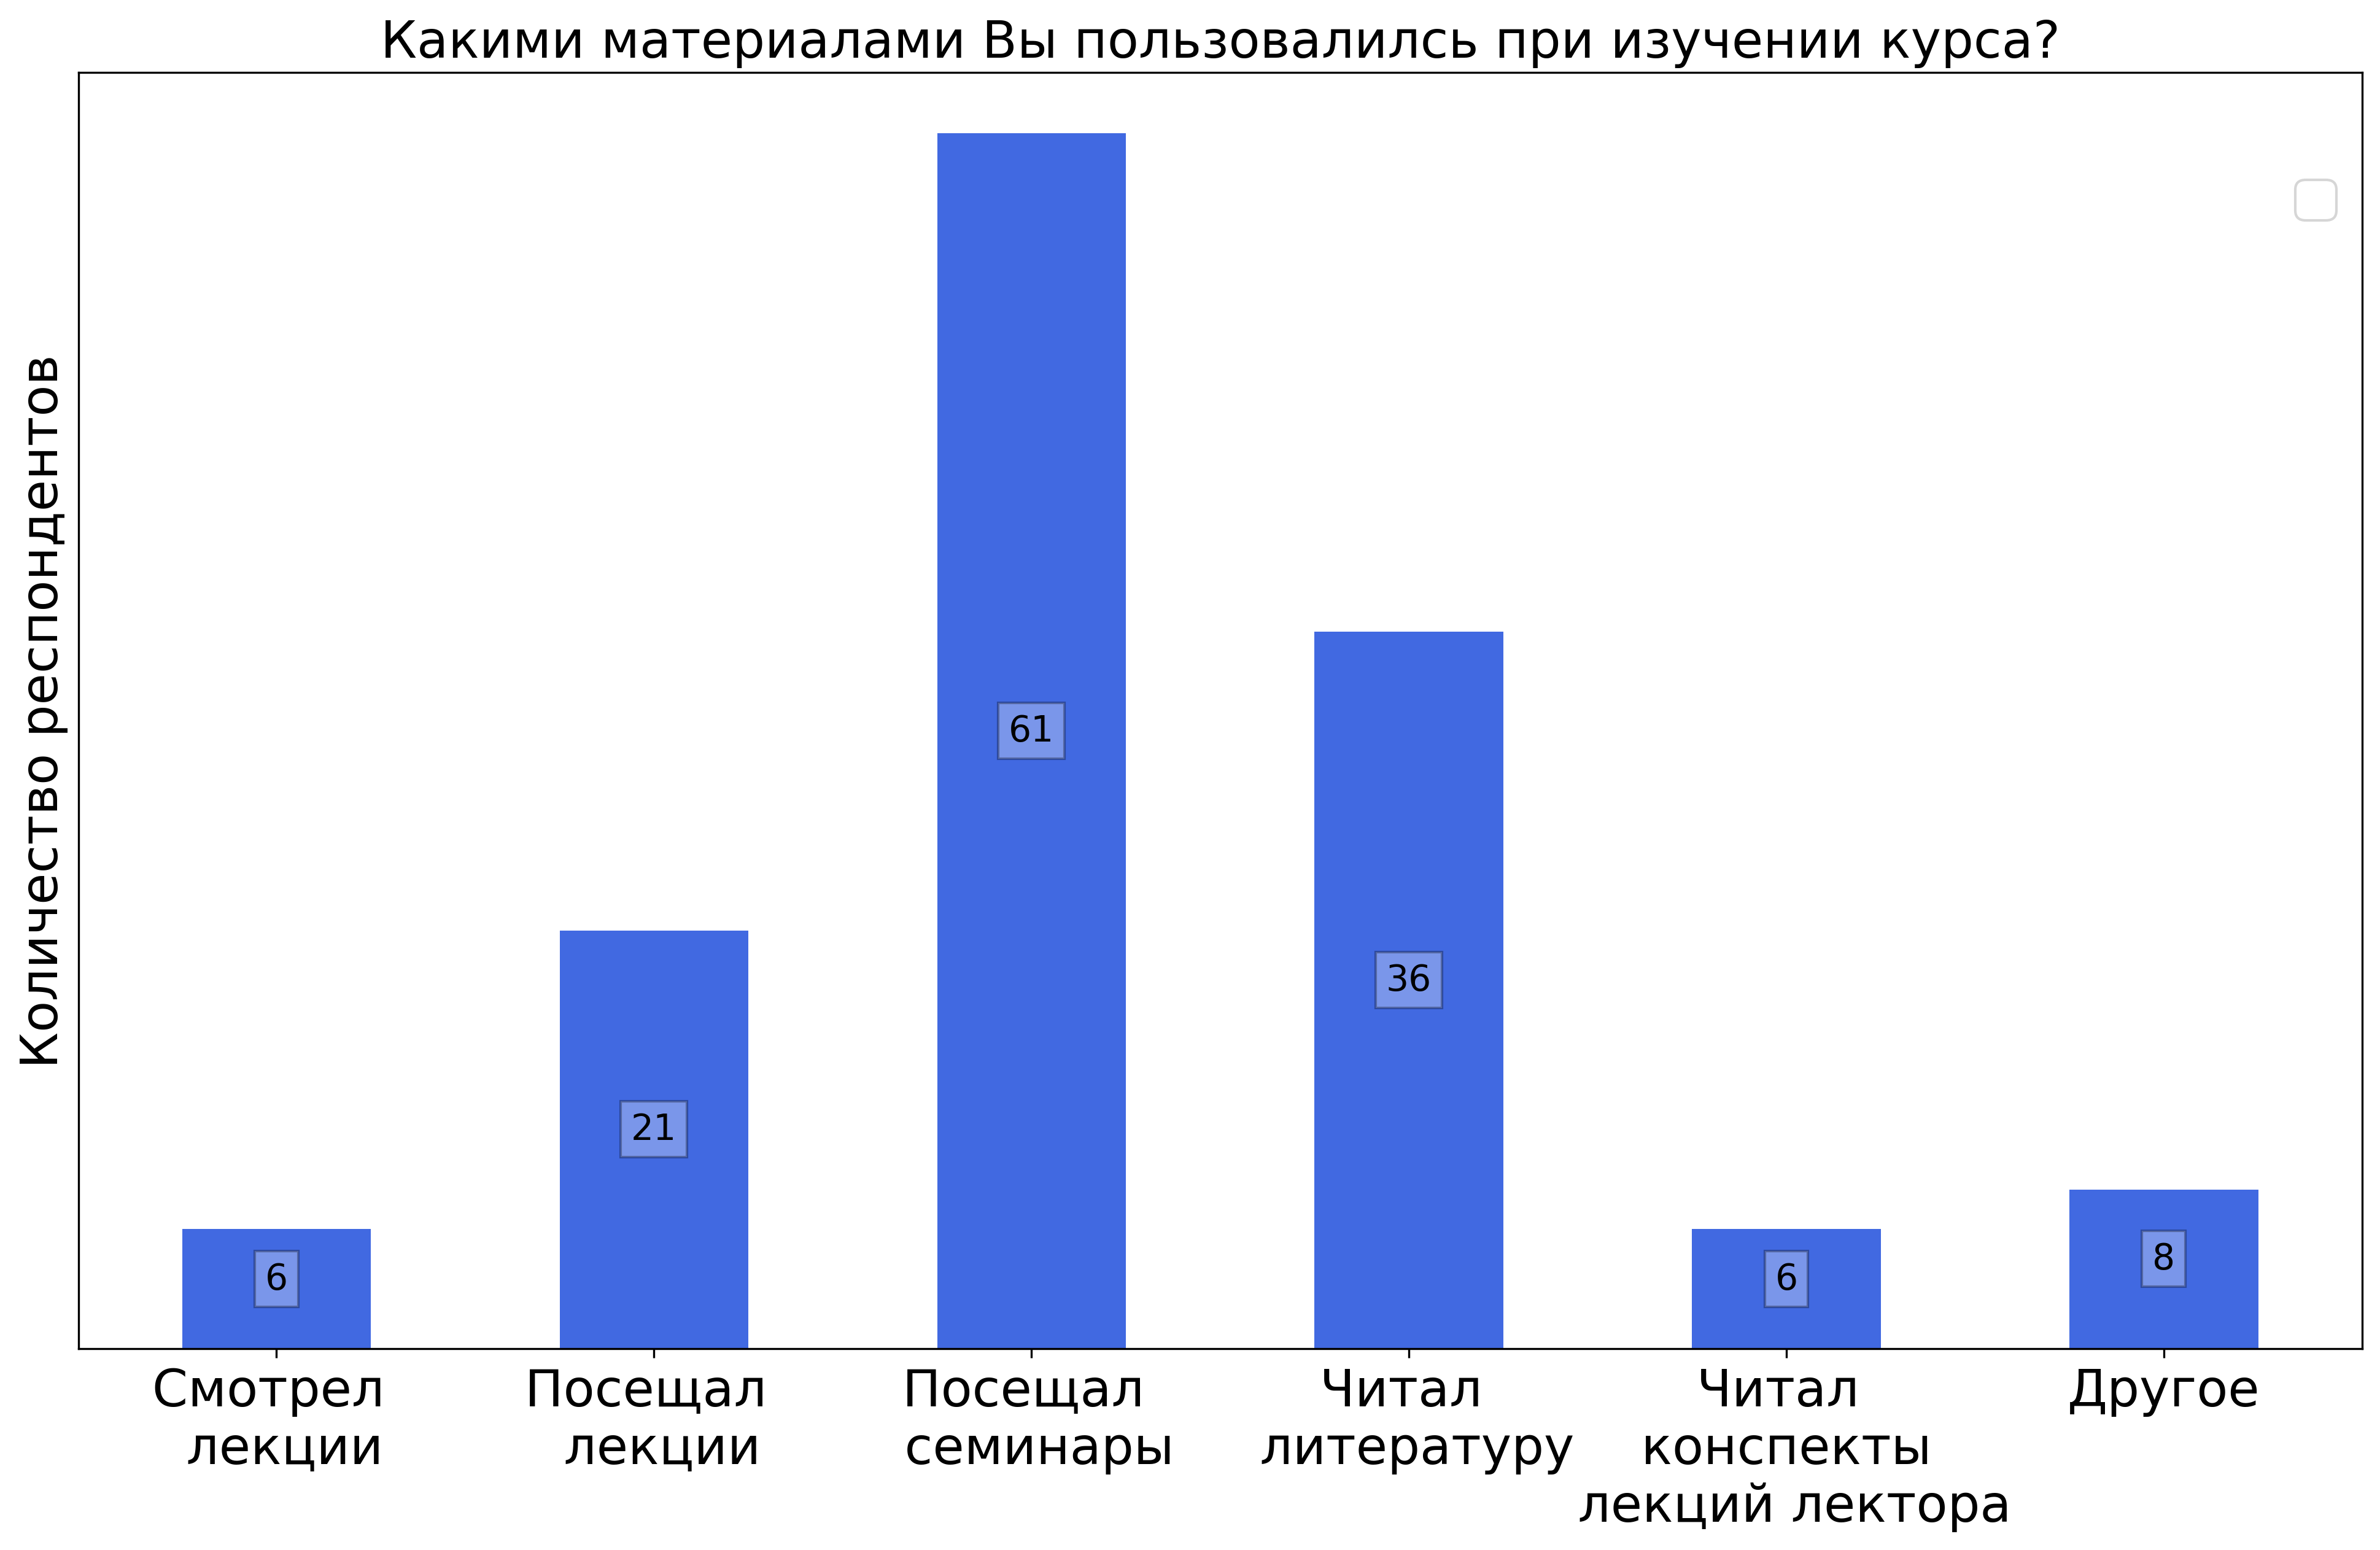 Какими материалами Вы пользовалилсь при изучении курса?
Количество респондентов
6
21
61
36
6
8
Смотрел
лекции
Посещал
лекции
Посещал
семинары
Читал
литературу
Читал
конспекты
лекций лектора
Другое